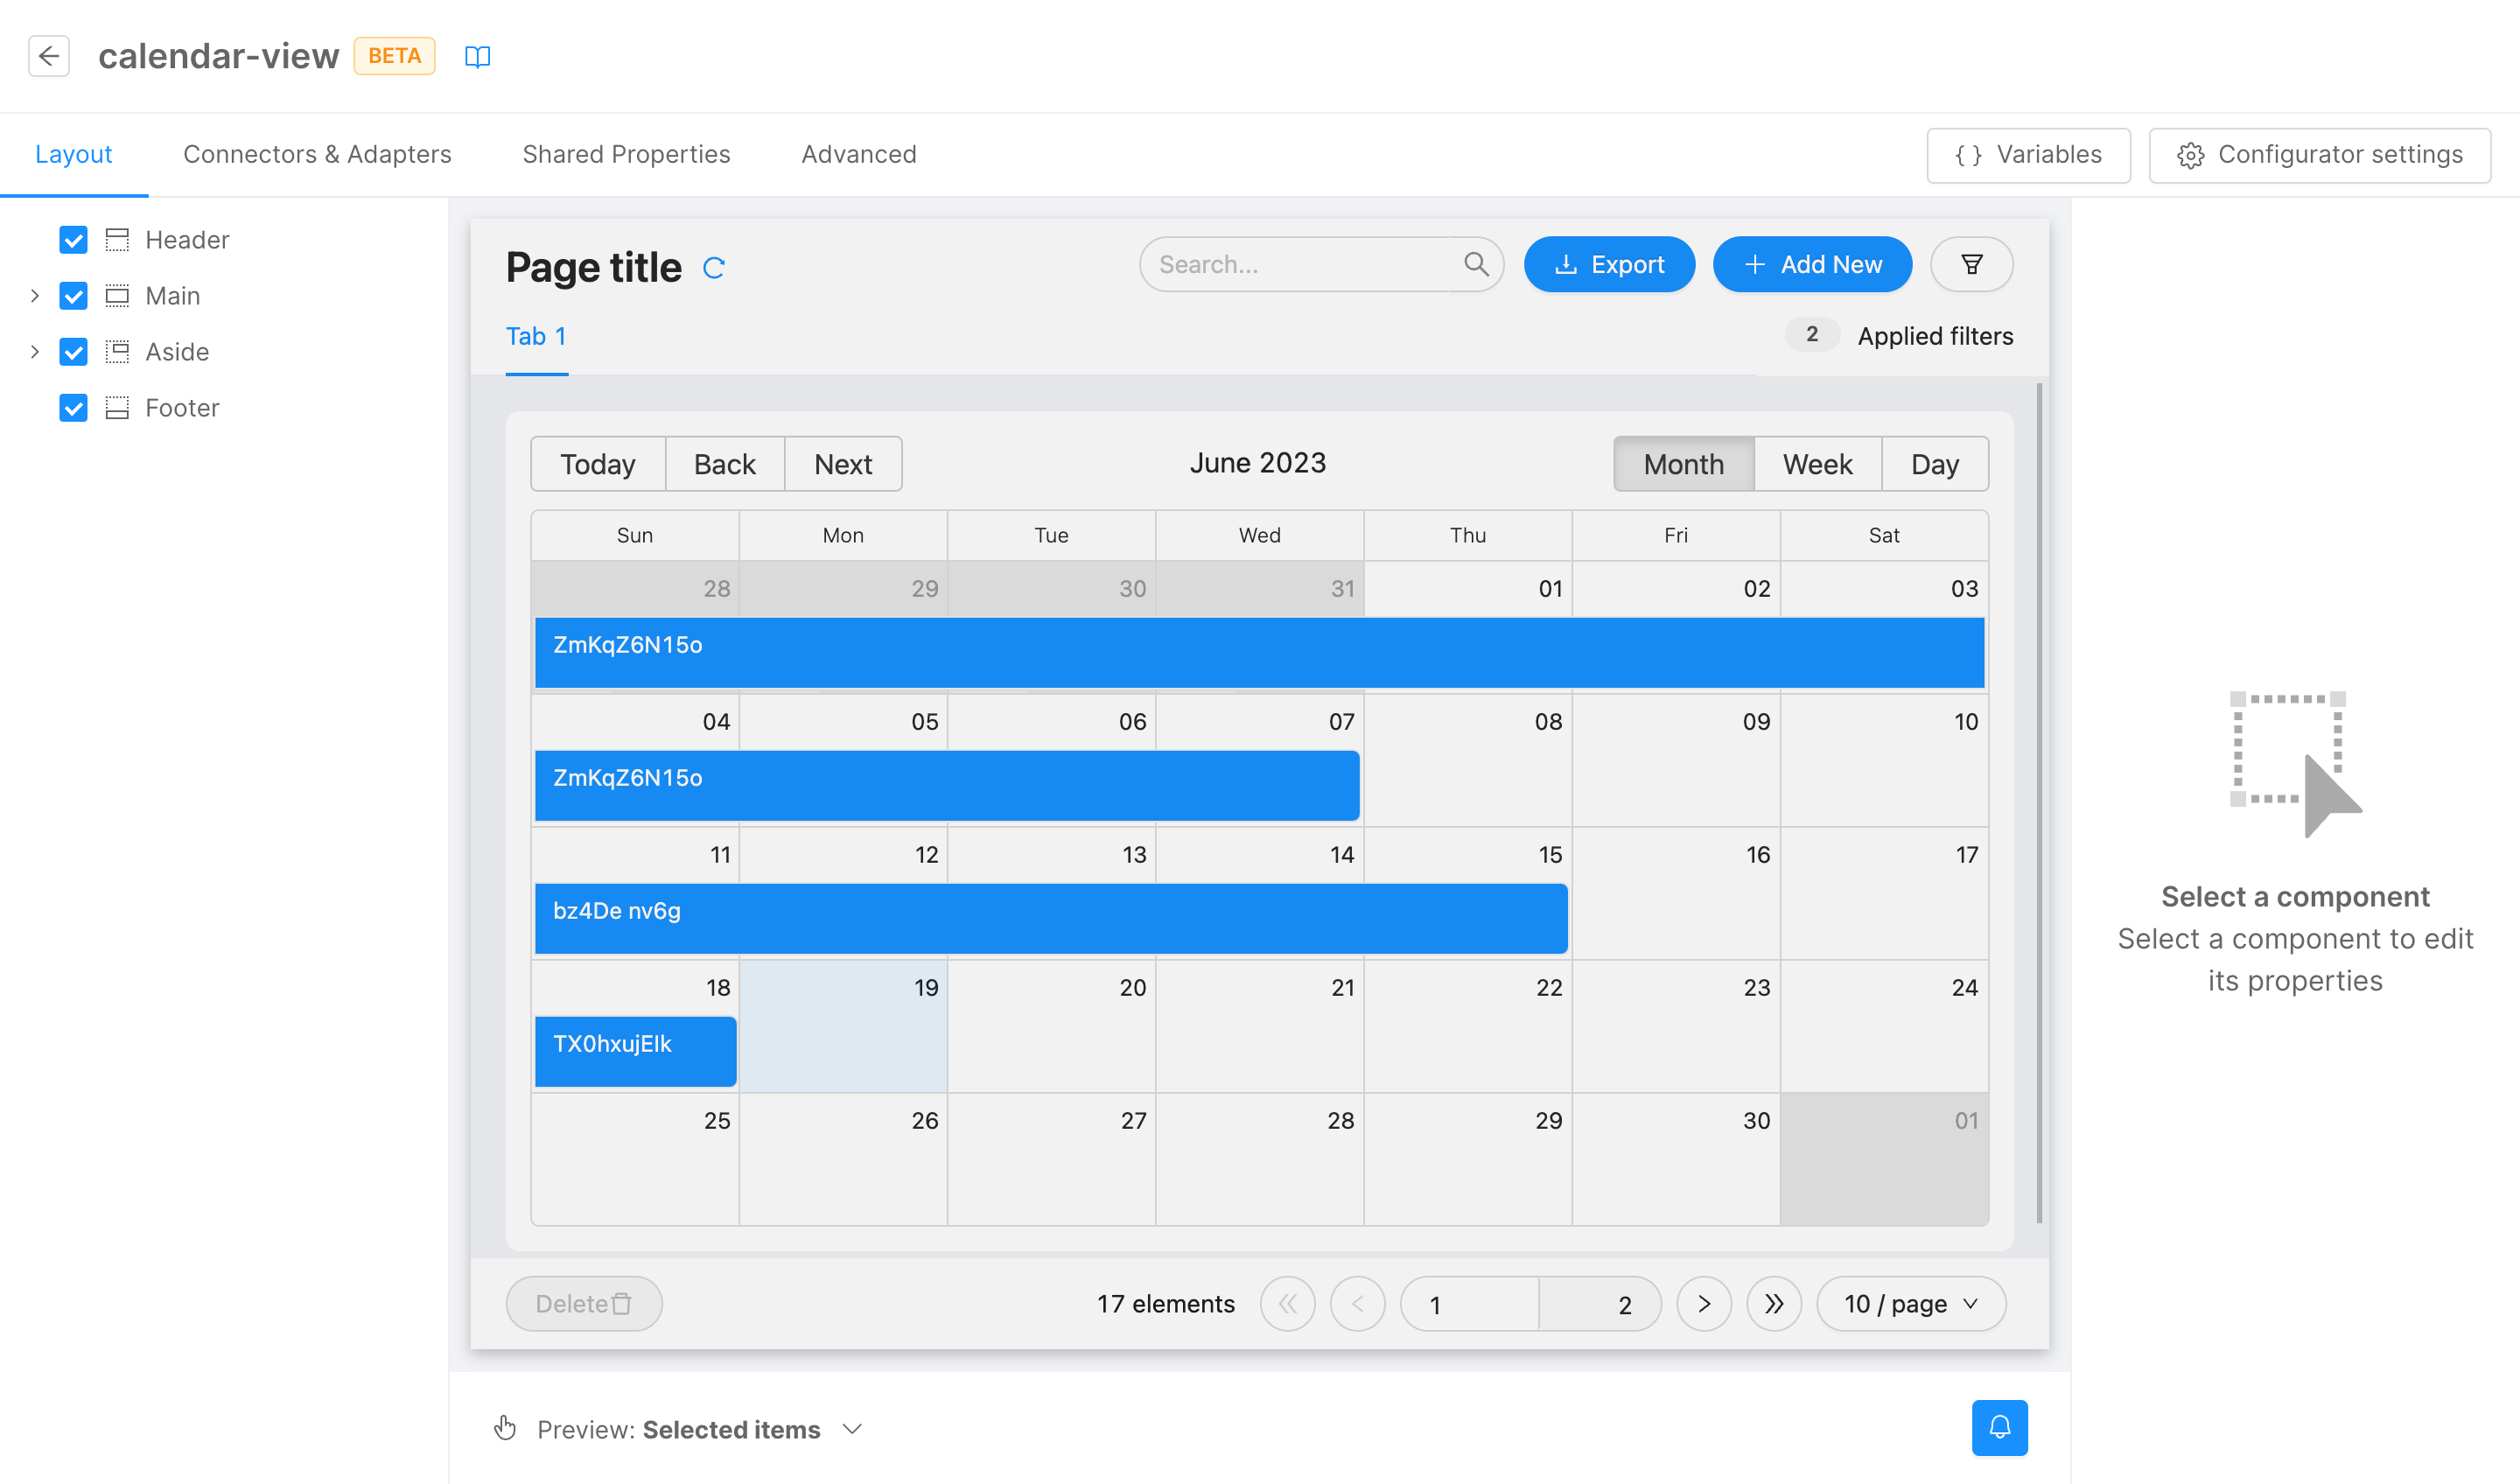 calendar-view BETA
Layout Connectors & Adapters Shared Properties Advanced { } Variables Configurator settings
Header
Main
Aside
Footer
Page title Search... Export + Add New
Tab 1 2 Applied filters
Today Back Next June 2023 Month Week Day
Sun Mon Tue Wed Thu Fri Sat
28 29 30 31 01 02 03
ZmKqZ6N15o
04 05 06 07 08 09 10
ZmKqZ6N15o
11 12 13 14 15 16 17
bz4De nv6g
18 19 20 21 22 23 24
TX0hxujEIk
25 26 27 28 29 30 01
Delete 17 elements 1 2 10 / page
Preview: Selected items
Select a component
Select a component to edit
its properties